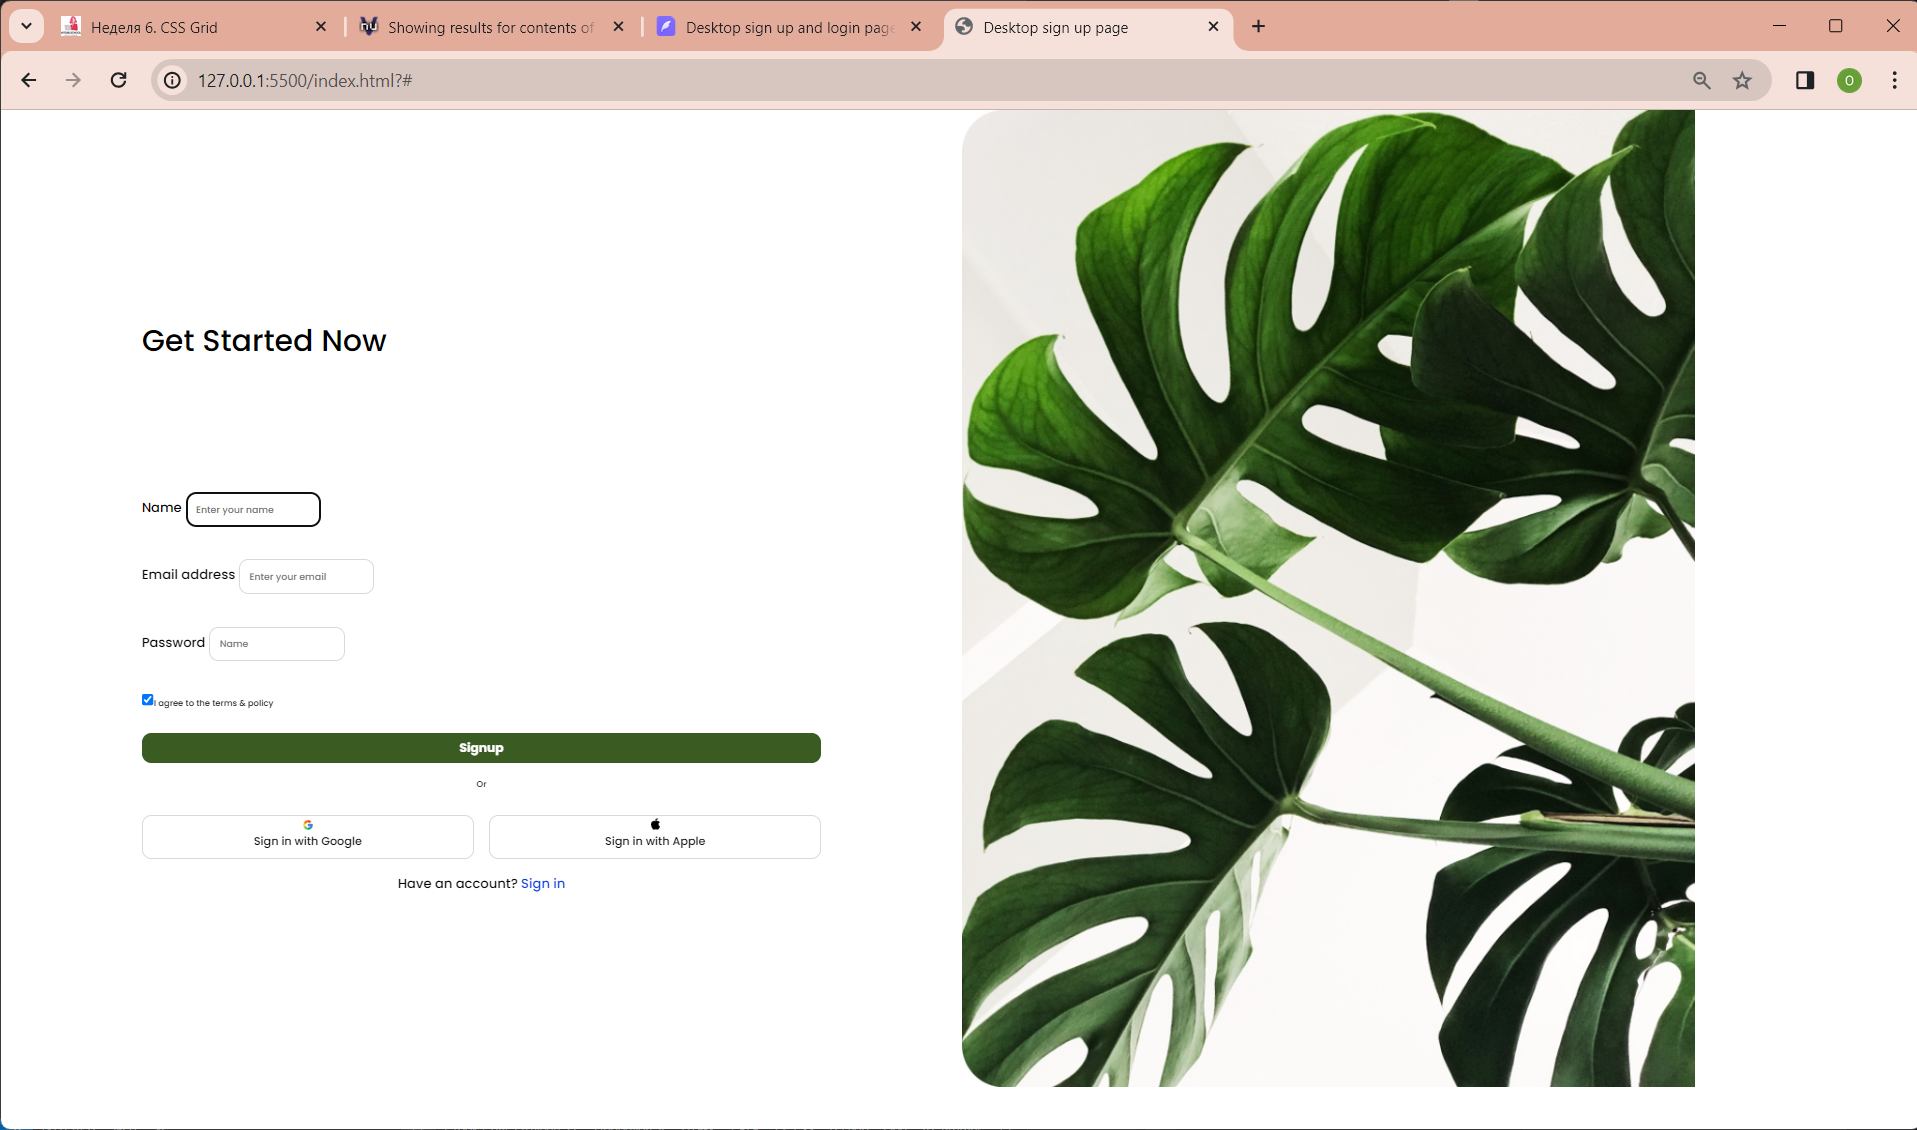 Неделя 6. CSS Grid
Showing results for contents of
Desktop sign up and login page
Desktop sign up page
127.0.0.1:5500/index.html?#
O
Get Started Now
Name Enter your name
Email address Enter your email
Password Name
I agree to the terms & policy
Signup
Or
Sign in with Google
Sign in with Apple
Have an account? Sign in